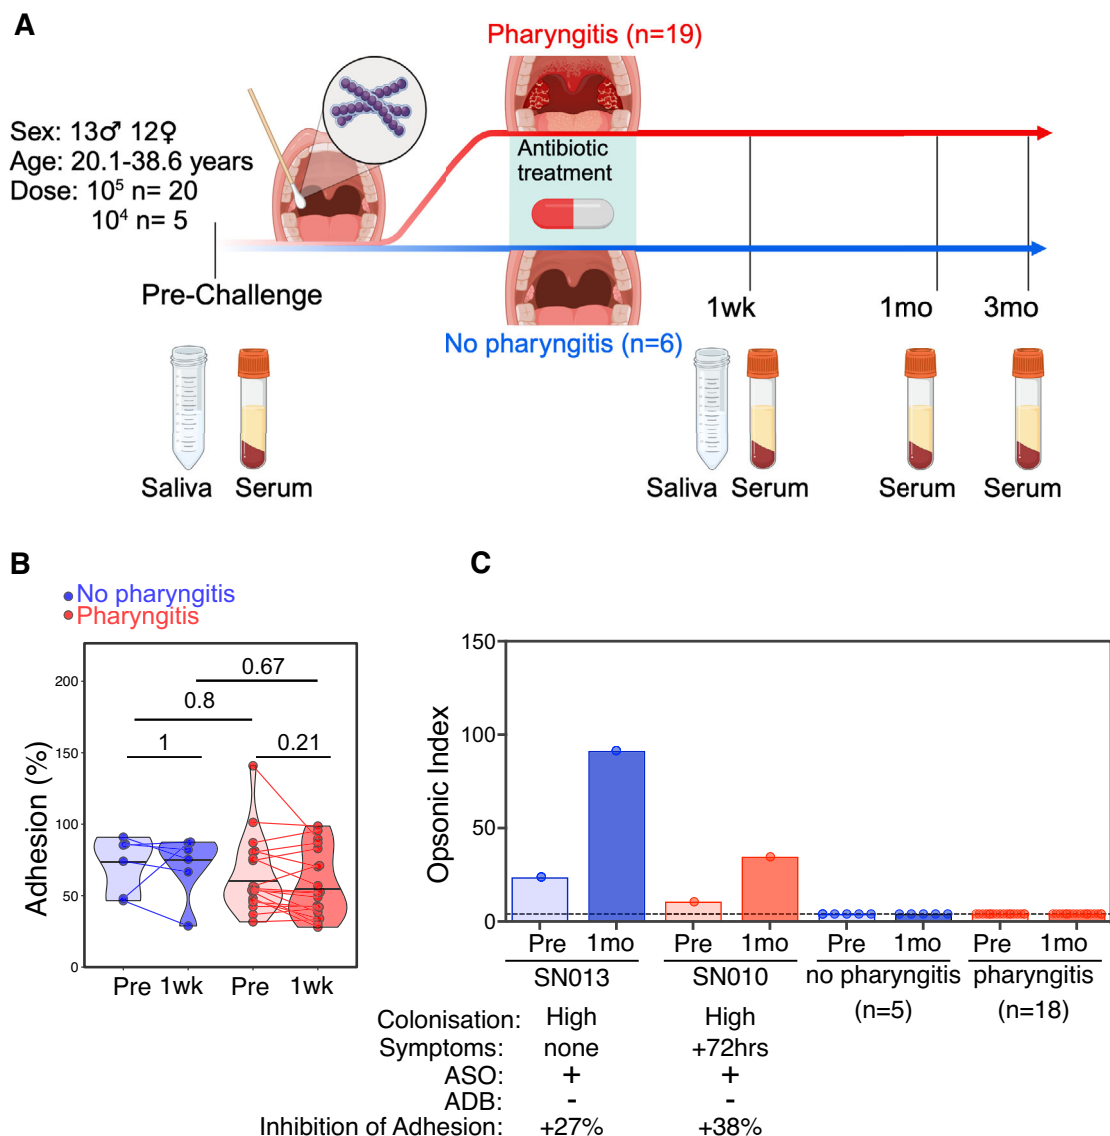 A
Pharyngitis (n=19)
Sex: 13♂ 12♀
Age: 20.1-38.6 years
Dose: 10⁵ n= 20
10⁴ n= 5
Antibiotic
treatment
Pre-Challenge
1wk
1mo
3mo
No pharyngitis (n=6)
Saliva
Serum
Saliva
Serum
Serum
Serum
B
No pharyngitis
Pharyngitis
Adhesion (%)
200
150
100
50
0
0.67
0.8
1
0.21
Pre 1wk Pre 1wk
C
Opsonic Index
150
100
50
0
Pre 1mo Pre 1mo Pre 1mo Pre 1mo
SN013 SN010 no pharyngitis pharyngitis
(n=5) (n=18)
Colonisation: High High
Symptoms: none +72hrs
ASO: + +
ADB: - -
Inhibition of Adhesion: +27% +38%